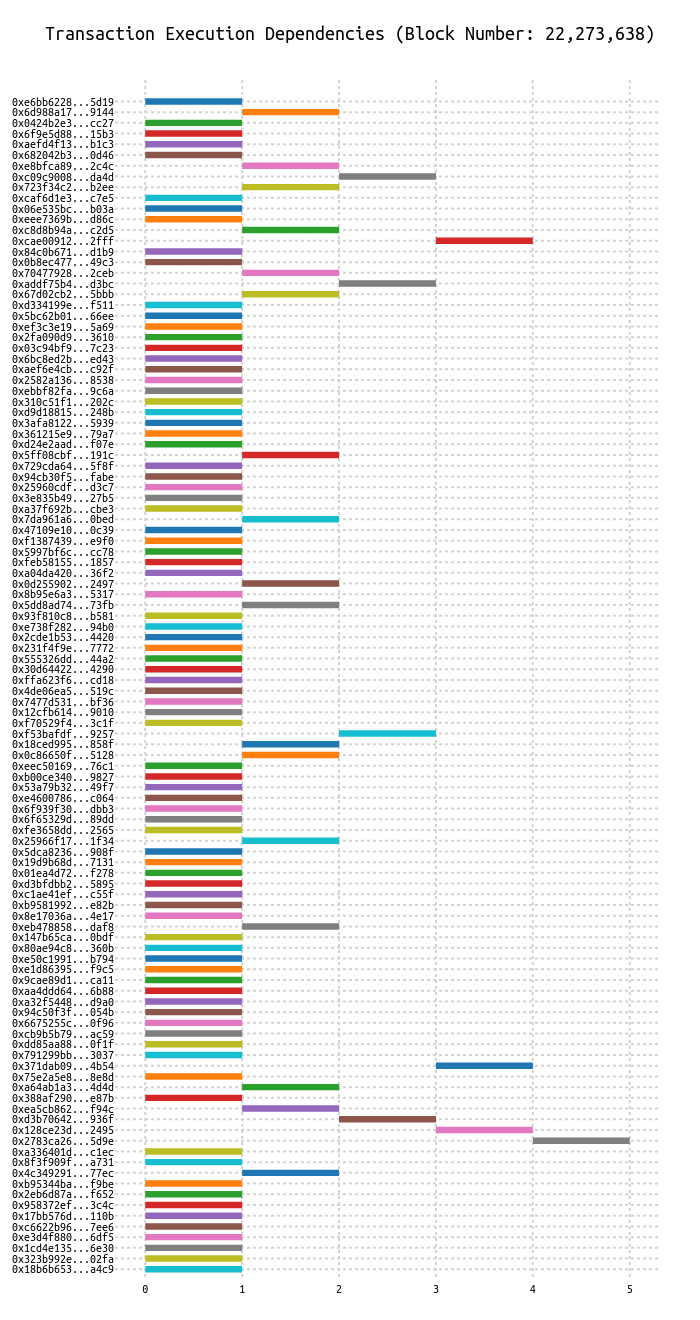 Transaction Execution Dependencies (Block Number: 22,273,638)
0xe6bb6228...5d19
0x6d988a17...9144
0x0424b2e3...cc27
0x6f9e5d88...15b3
0xaefd4f13...b1c3
0x682042b3...0d46
0xe8bfca89...2c4c
0xc09c9008...da4d
0x723f34c2...b2ee
0xcaf6d1e3...c7e5
0x06e535bc...b03a
0xeee7369b...d86c
0xc8d8b94a...c2d5
0xcae00912...2fff
0x84c0b671...d1b9
0x0b8ec477...49c3
0x70477928...2ceb
0xaddf75b4...d3bc
0x67d02cb2...5bbb
0xd334199e...f511
0x5bc62b01...66ee
0xef3c3e19...5a69
0x2fa090d9...3610
0x03c94bf9...7c23
0x6bc8ed2b...ed43
0xaef6e4cb...c92f
0x2582a136...8538
0xebbf82fa...9c6a
0x310c51f1...202c
0xd9d18815...248b
0x3afa8122...5939
0x361215e9...79a7
0xd24e2aad...f07e
0x5ff08cbf...191c
0x729cda64...5f8f
0x94cb30f5...fabe
0x25960cdf...d3c7
0x3e835b49...27b5
0xa37f692b...cbe3
0x7da961a6...0bed
0x47109e10...0c39
0xf1387439...e9f0
0x5997bf6c...cc78
0xfeb58155...1857
0xa04da420...36f2
0x0d255902...2497
0x8b95e6a3...5317
0x5dd8ad74...73fb
0x93f810c8...b581
0xe738f282...94b0
0x2cde1b53...4420
0x231f4f9e...7772
0x555326dd...44a2
0x30d64422...4290
0xffa623f6...cd18
0x4de06ea5...519c
0x7477d531...bf36
0x12cfb614...9010
0xf70529f4...3c1f
0xf53bafdf...9257
0x18ced995...858f
0x0c86650f...5128
0xeec50169...76c1
0xb00ce340...9827
0x53a79b32...49f7
0xe4600786...c064
0x6f939f30...dbb3
0x6f65329d...89dd
0xfe3658dd...2565
0x25966f17...1f34
0x5dca8236...908f
0x19d9b68d...7131
0x01ea4d72...f278
0xd3bfdbb2...5895
0xc1ae41ef...c55f
0xb9581992...e82b
0x8e17036a...4e17
0xeb478858...daf8
0x147b65ca...0bdf
0x80ae94c8...360b
0xe50c1991...b794
0xe1d86395...f9c5
0x9cae89d1...ca11
0xaa4ddd64...6b88
0xa32f5448...d9a0
0x94c50f3f...054b
0x6675255c...0f96
0xcb9b5b79...ac59
0xdd85aa88...0f1f
0x791299bb...3037
0x371dab09...4b54
0x75e2a5e8...8e8d
0xa64ab1a3...4d4d
0x388af290...e87b
0xea5cb862...f94c
0xd3b70642...936f
0x128ce23d...2495
0x2783ca26...5d9e
0xa336401d...c1ec
0x8f3f909f...a731
0x4c349291...77ec
0xb95344ba...f9be
0x2eb6d87a...f652
0x958372ef...3c4c
0x17bb576d...110b
0xc6622b96...7ee6
0xe3d4f880...6df5
0x1cd4e135...6e30
0x323b992e...02fa
0x18b6b653...a4c9
0 1 2 3 4 5